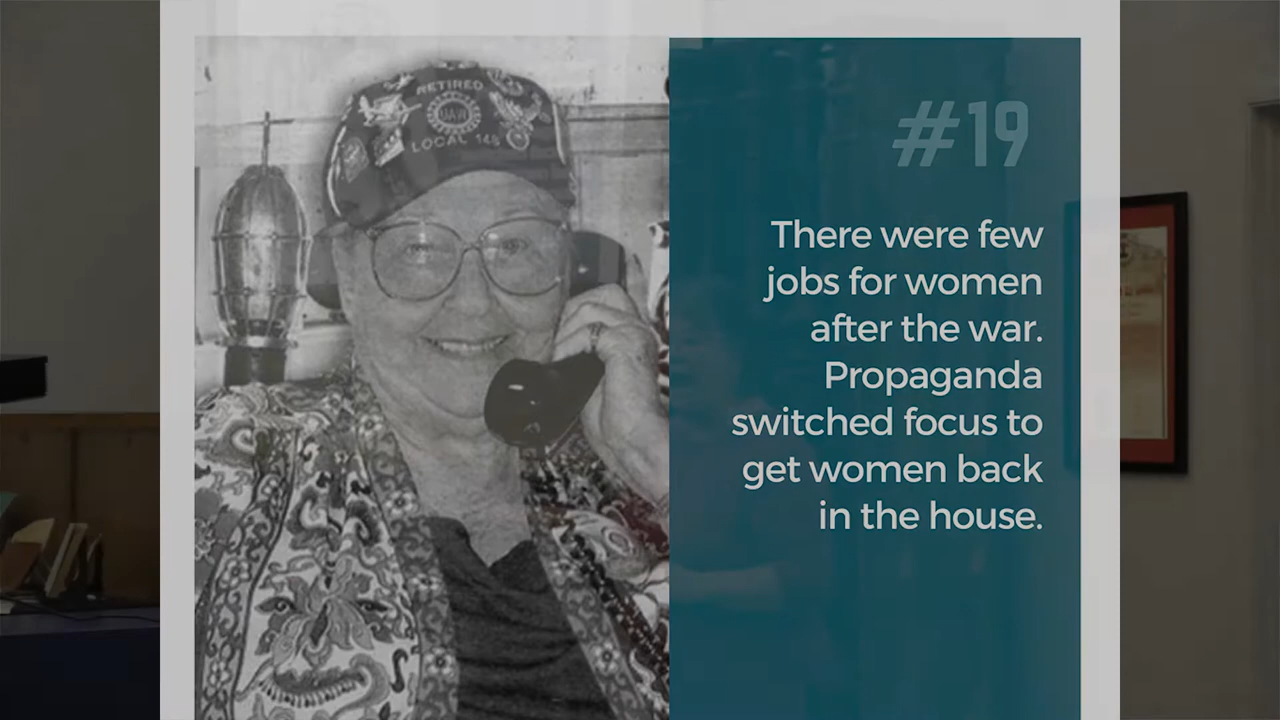 RETIRED
UAW
LOCAL 148
#19
There were few
jobs for women
after the war.
Propaganda
switched focus to
get women back
in the house.